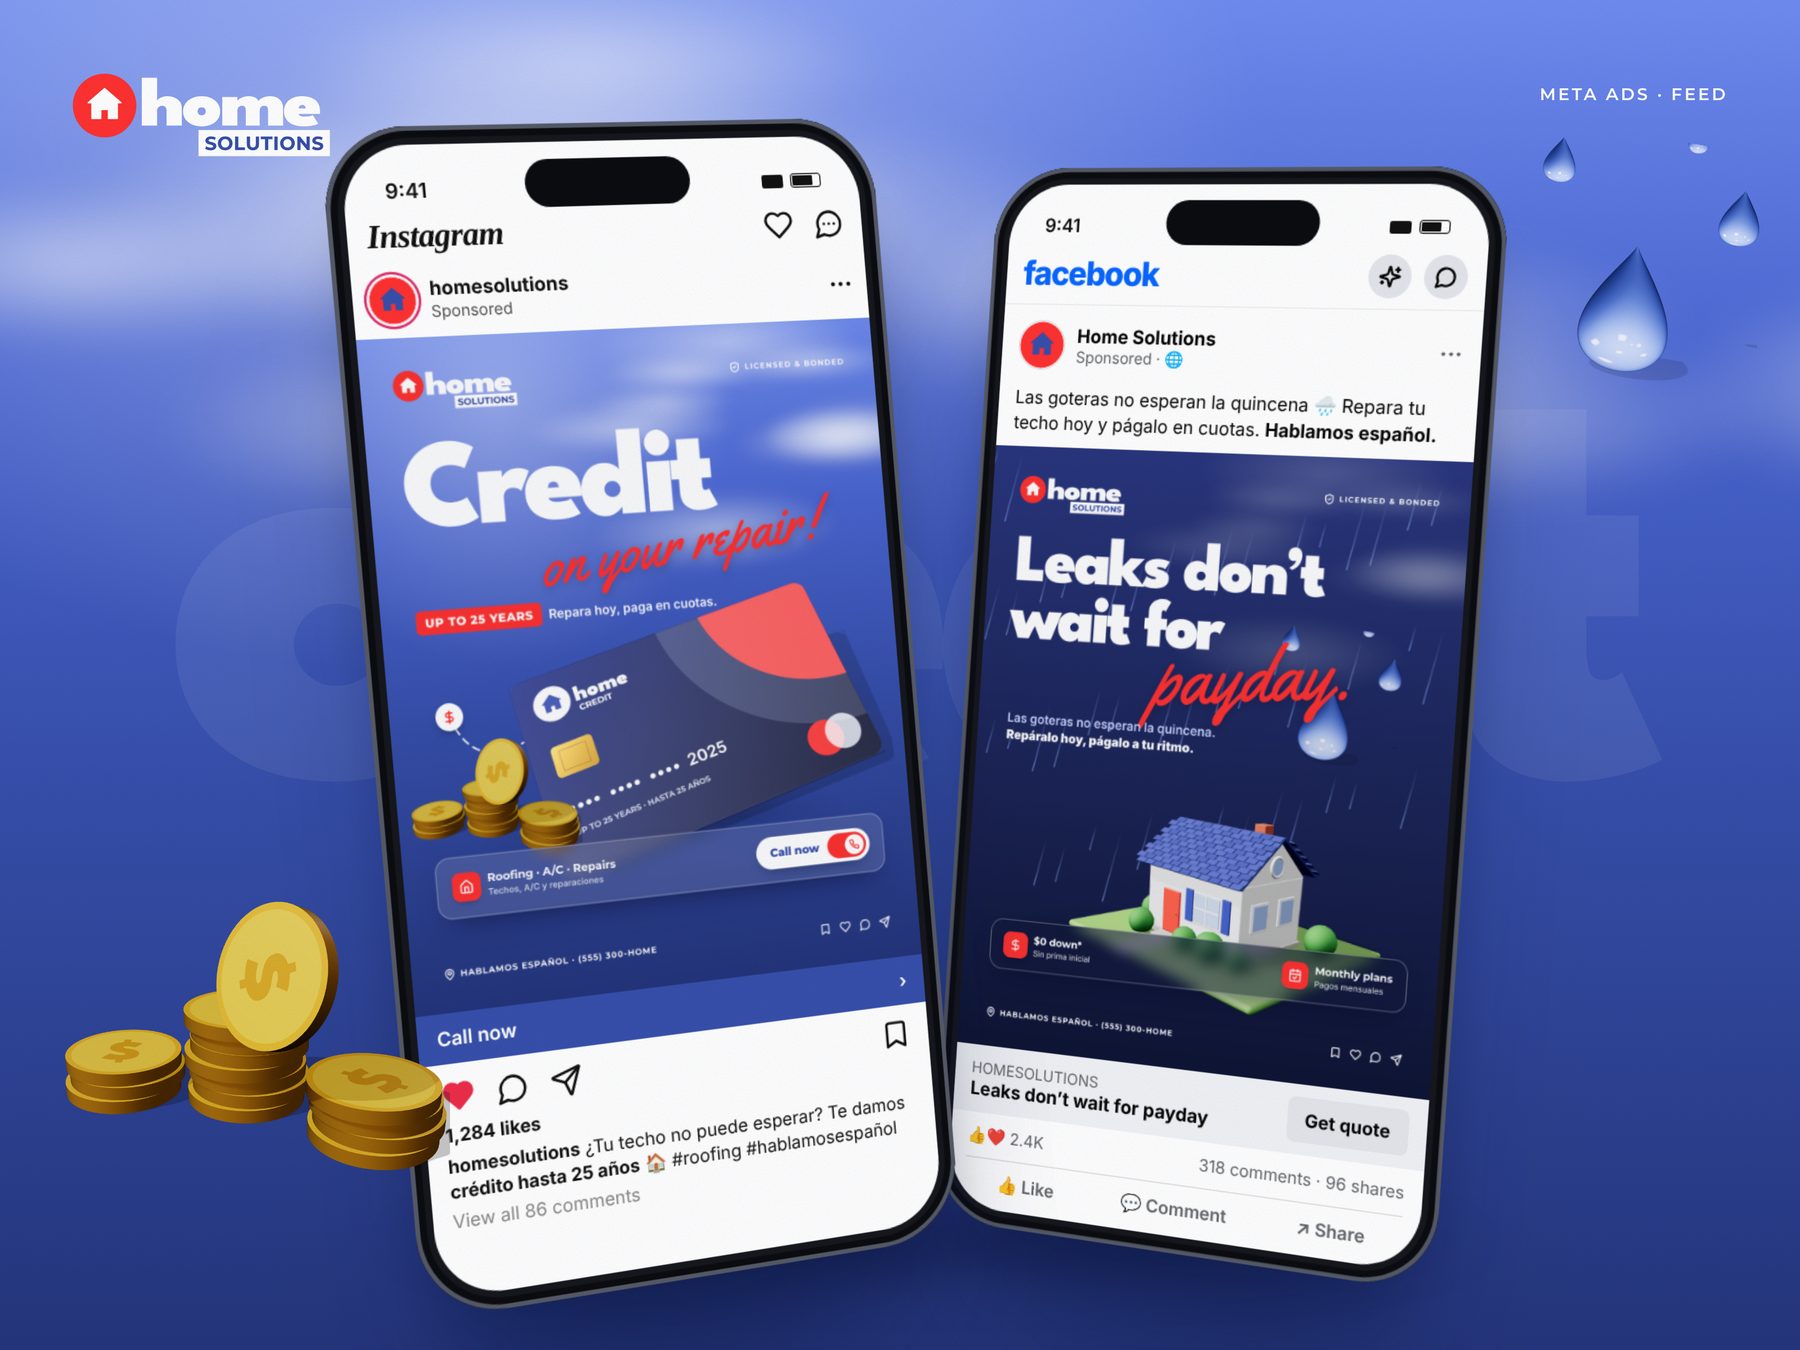 home
SOLUTIONS
META ADS · FEED
9:41
Instagram
homesolutions
Sponsored
home
SOLUTIONS
LICENSED & BONDED
Credit
on your repair!
UP TO 25 YEARS
Repara hoy, paga en cuotas.
home
CREDIT
$
•••• •••• •••• 2025
UP TO 25 YEARS · HASTA 25 AÑOS
Roofing · A/C · Repairs
Techos, A/C y reparaciones
Call now
HABLAMOS ESPAÑOL · (555) 300-HOME
Call now
1,284 likes
homesolutions ¿Tu techo no puede esperar? Te damos
crédito hasta 25 años 🏠 #roofing #hablamosespañol
View all 86 comments
9:41
facebook
Home Solutions
Sponsored · 🌐
Las goteras no esperan la quincena 🌧️ Repara tu
techo hoy y págalo en cuotas. Hablamos español.
home
SOLUTIONS
LICENSED & BONDED
Leaks don't
wait for
payday.
Las goteras no esperan la quincena.
Repáralo hoy, págalo a tu ritmo.
$ $0 down*
Sin prima inicial
Monthly plans
Pagos mensuales
HABLAMOS ESPAÑOL · (555) 300-HOME
HOMESOLUTIONS
Leaks don't wait for payday
Get quote
👍❤️ 2.4K
318 comments · 96 shares
👍 Like
💬 Comment
↗ Share